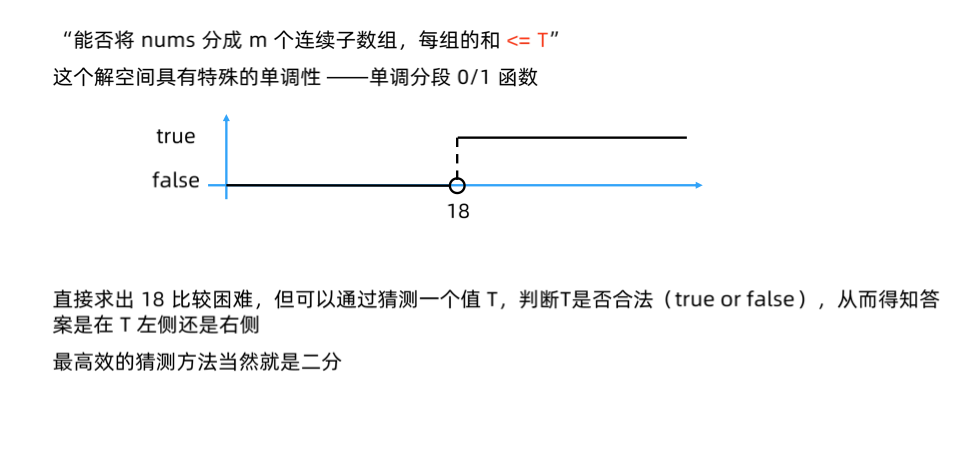 “能否将 nums 分成 m 个连续子数组，每组的和 <= T”
这个解空间具有特殊的单调性 ——单调分段 0/1 函数
true
false
18
直接求出 18 比较困难，但可以通过猜测一个值 T，判断T是否合法（true or false），从而得知答
案是在 T 左侧还是右侧
最高效的猜测方法当然就是二分